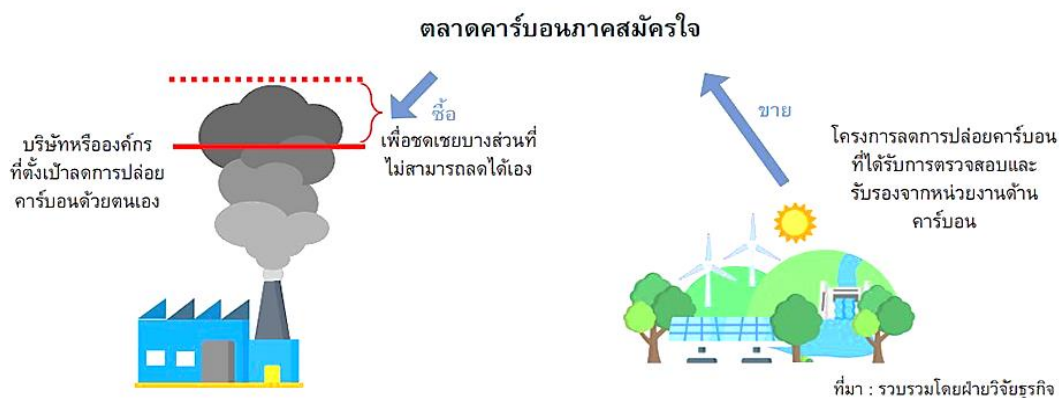 ตลาดคาร์บอนภาคสมัครใจ
บริษัทหรือองค์กร
ที่ตั้งเป้าลดการปล่อย
คาร์บอนด้วยตนเอง
ซื้อ
เพื่อชดเชยบางส่วนที่
ไม่สามารถลดได้เอง
ขาย
โครงการลดการปล่อยคาร์บอน
ที่ได้รับการตรวจสอบและ
รับรองจากหน่วยงานด้าน
คาร์บอน
ที่มา : รวบรวมโดยฝ่ายวิจัยธุรกิจ